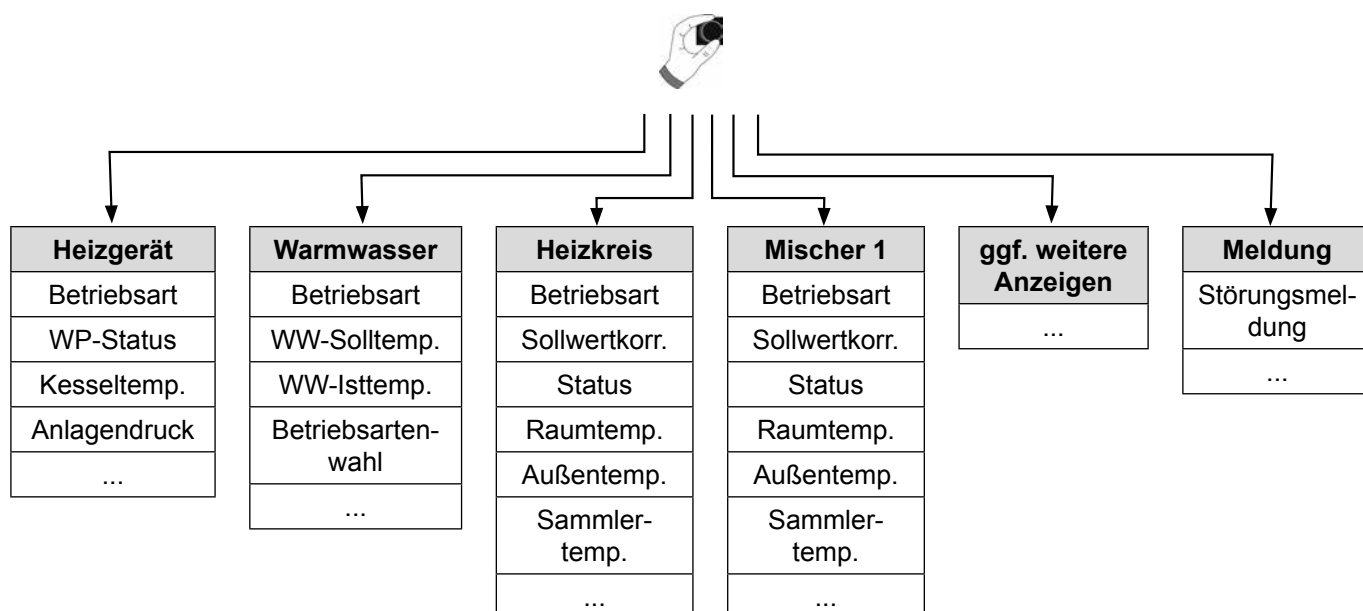 Heizgerät
Betriebsart
WP-Status
Kesseltemp.
Anlagendruck
...
Warmwasser
Betriebsart
WW-Solltemp.
WW-Isttemp.
Betriebsarten-
wahl
...
Heizkreis
Betriebsart
Sollwertkorr.
Status
Raumtemp.
Außentemp.
Sammler-
temp.
...
Mischer 1
Betriebsart
Sollwertkorr.
Status
Raumtemp.
Außentemp.
Sammler-
temp.
...
ggf. weitere
Anzeigen
...
Meldung
Störungsmel-
dung
...